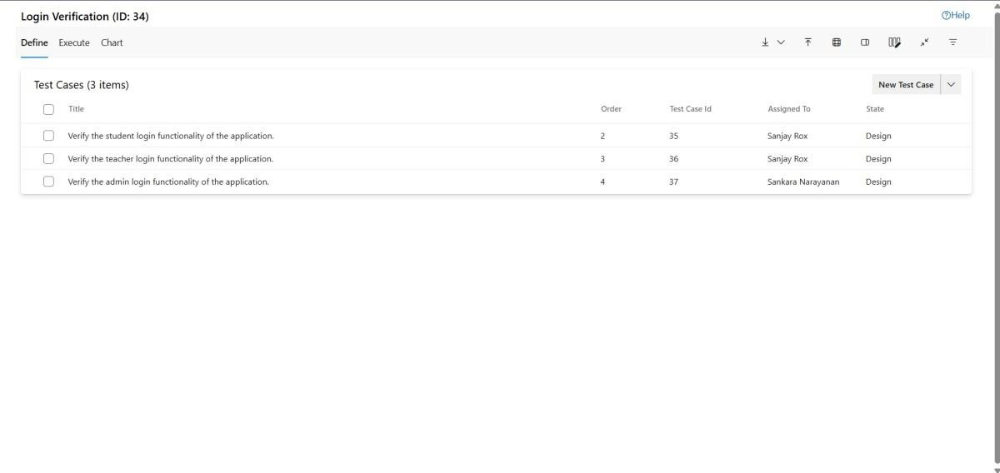 Login Verification (ID: 34)
Help
Define Execute Chart
Test Cases (3 items)
New Test Case
Title Order Test Case Id Assigned To State
Verify the student login functionality of the application. 2 35 Sanjay Rox Design
Verify the teacher login functionality of the application. 3 36 Sanjay Rox Design
Verify the admin login functionality of the application. 4 37 Sankara Narayanan Design